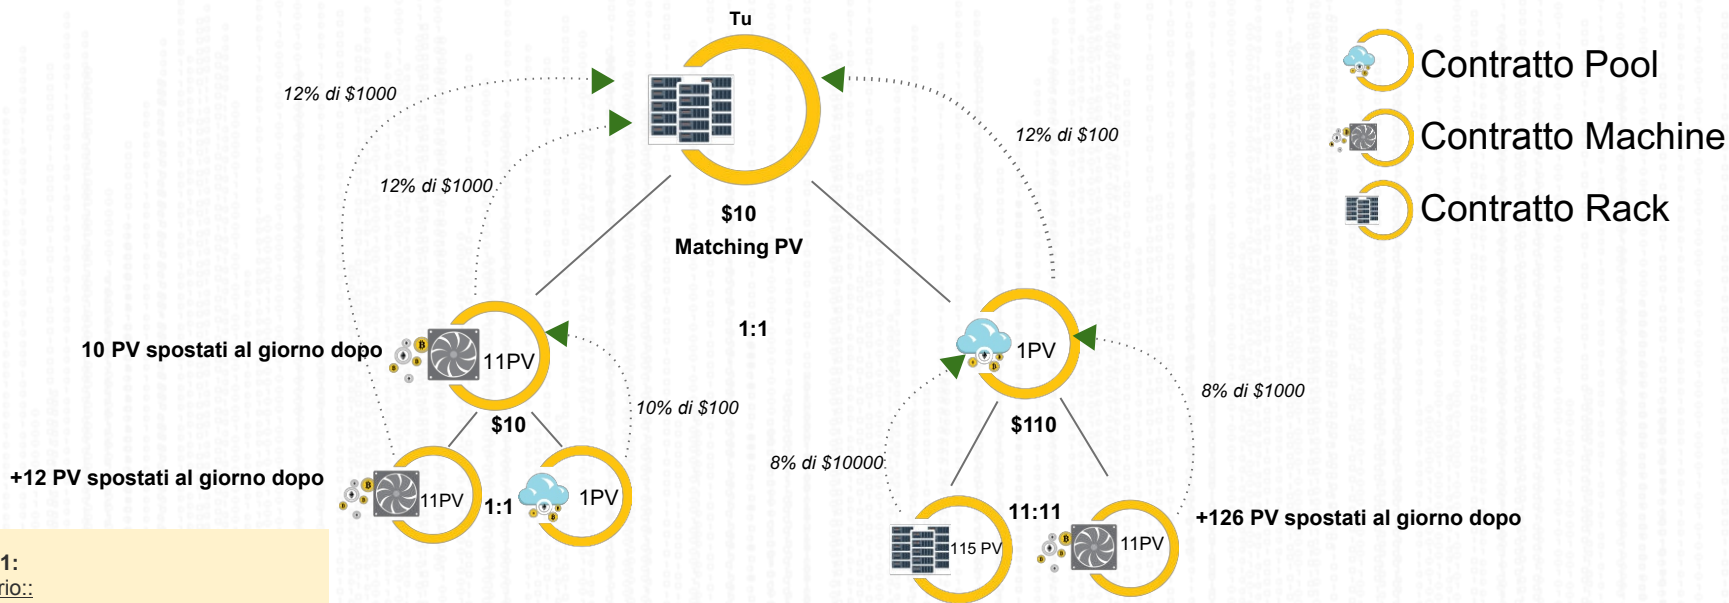 Tu
Contratto Pool
12% di $1000
12% di $100
Contratto Machine
12% di $1000
Contratto Rack
$10
Matching PV
1:1
10 PV spostati al giorno dopo
11PV
1PV
10% di $100
8% di $1000
$10
$110
8% di $10000
+12 PV spostati al giorno dopo
11PV
1:1
1PV
11:11
+126 PV spostati al giorno dopo
115 PV
11PV
1:
rio::